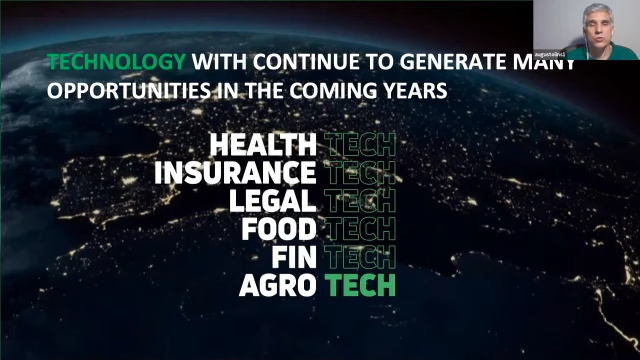 TECHNOLOGY WITH CONTINUE TO GENERATE MANY
OPPORTUNITIES IN THE COMING YEARS
HEALTH TECH
INSURANCE TECH
LEGAL TECH
FOOD TECH
FIN TECH
AGRO TECH